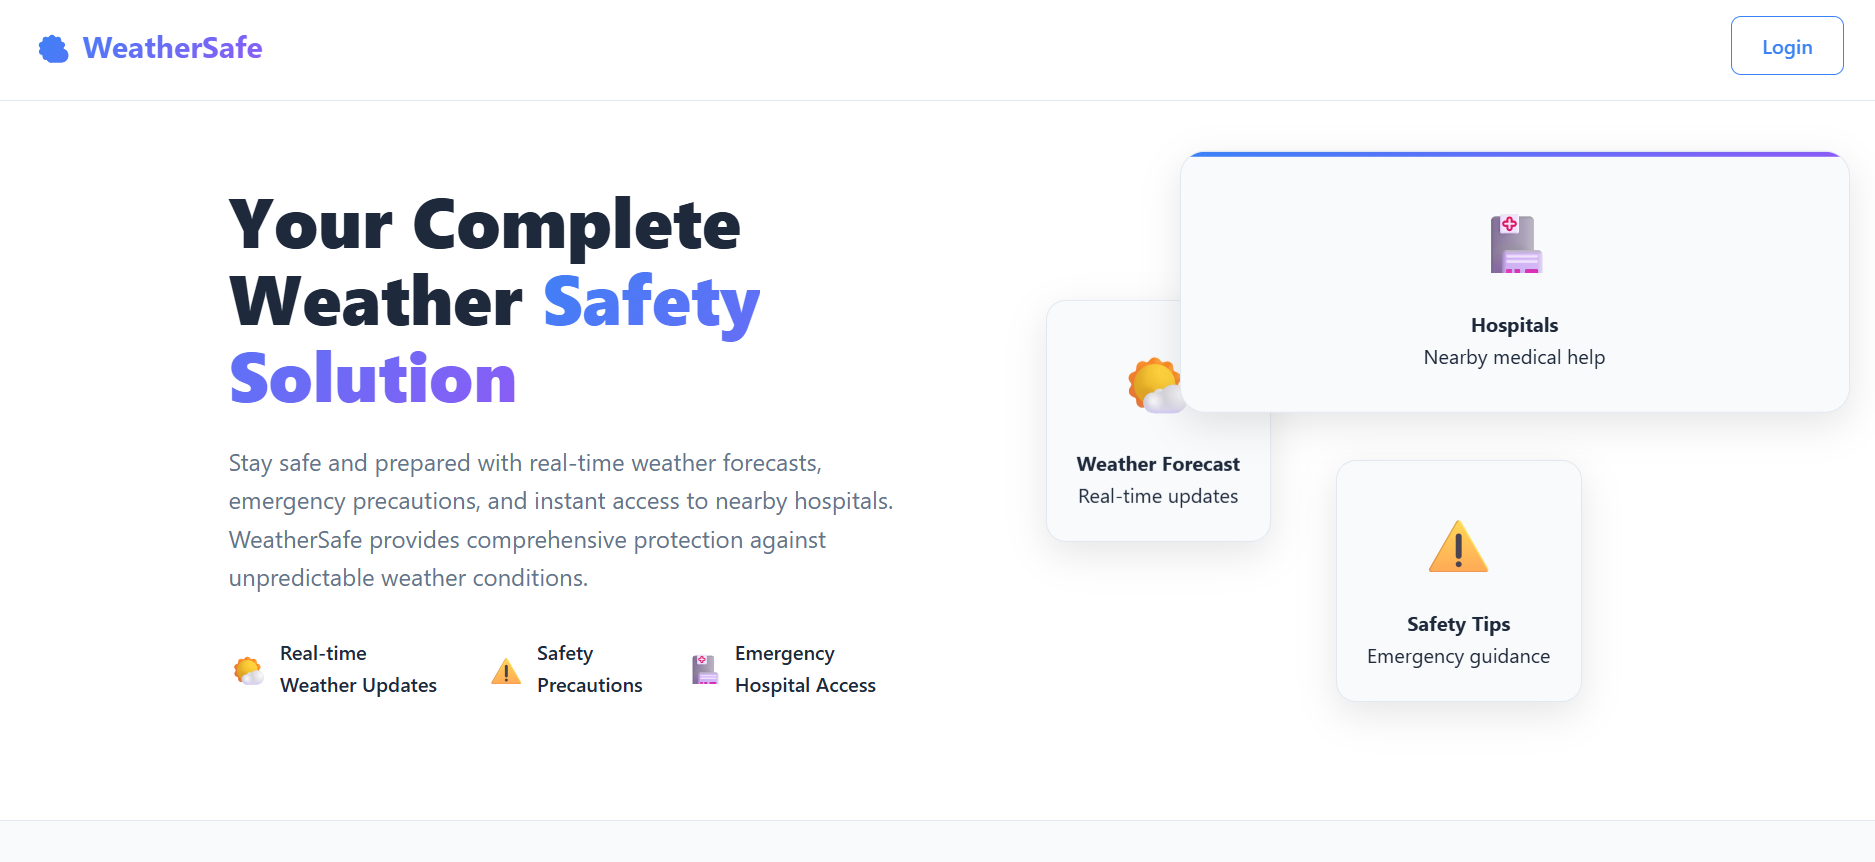 WeatherSafe
Login
Your Complete
Weather Safety
Solution
Stay safe and prepared with real-time weather forecasts,
emergency precautions, and instant access to nearby hospitals.
WeatherSafe provides comprehensive protection against
unpredictable weather conditions.
Real-time
Weather Updates
Safety
Precautions
Emergency
Hospital Access
Hospitals
Nearby medical help
Weather Forecast
Real-time updates
Safety Tips
Emergency guidance